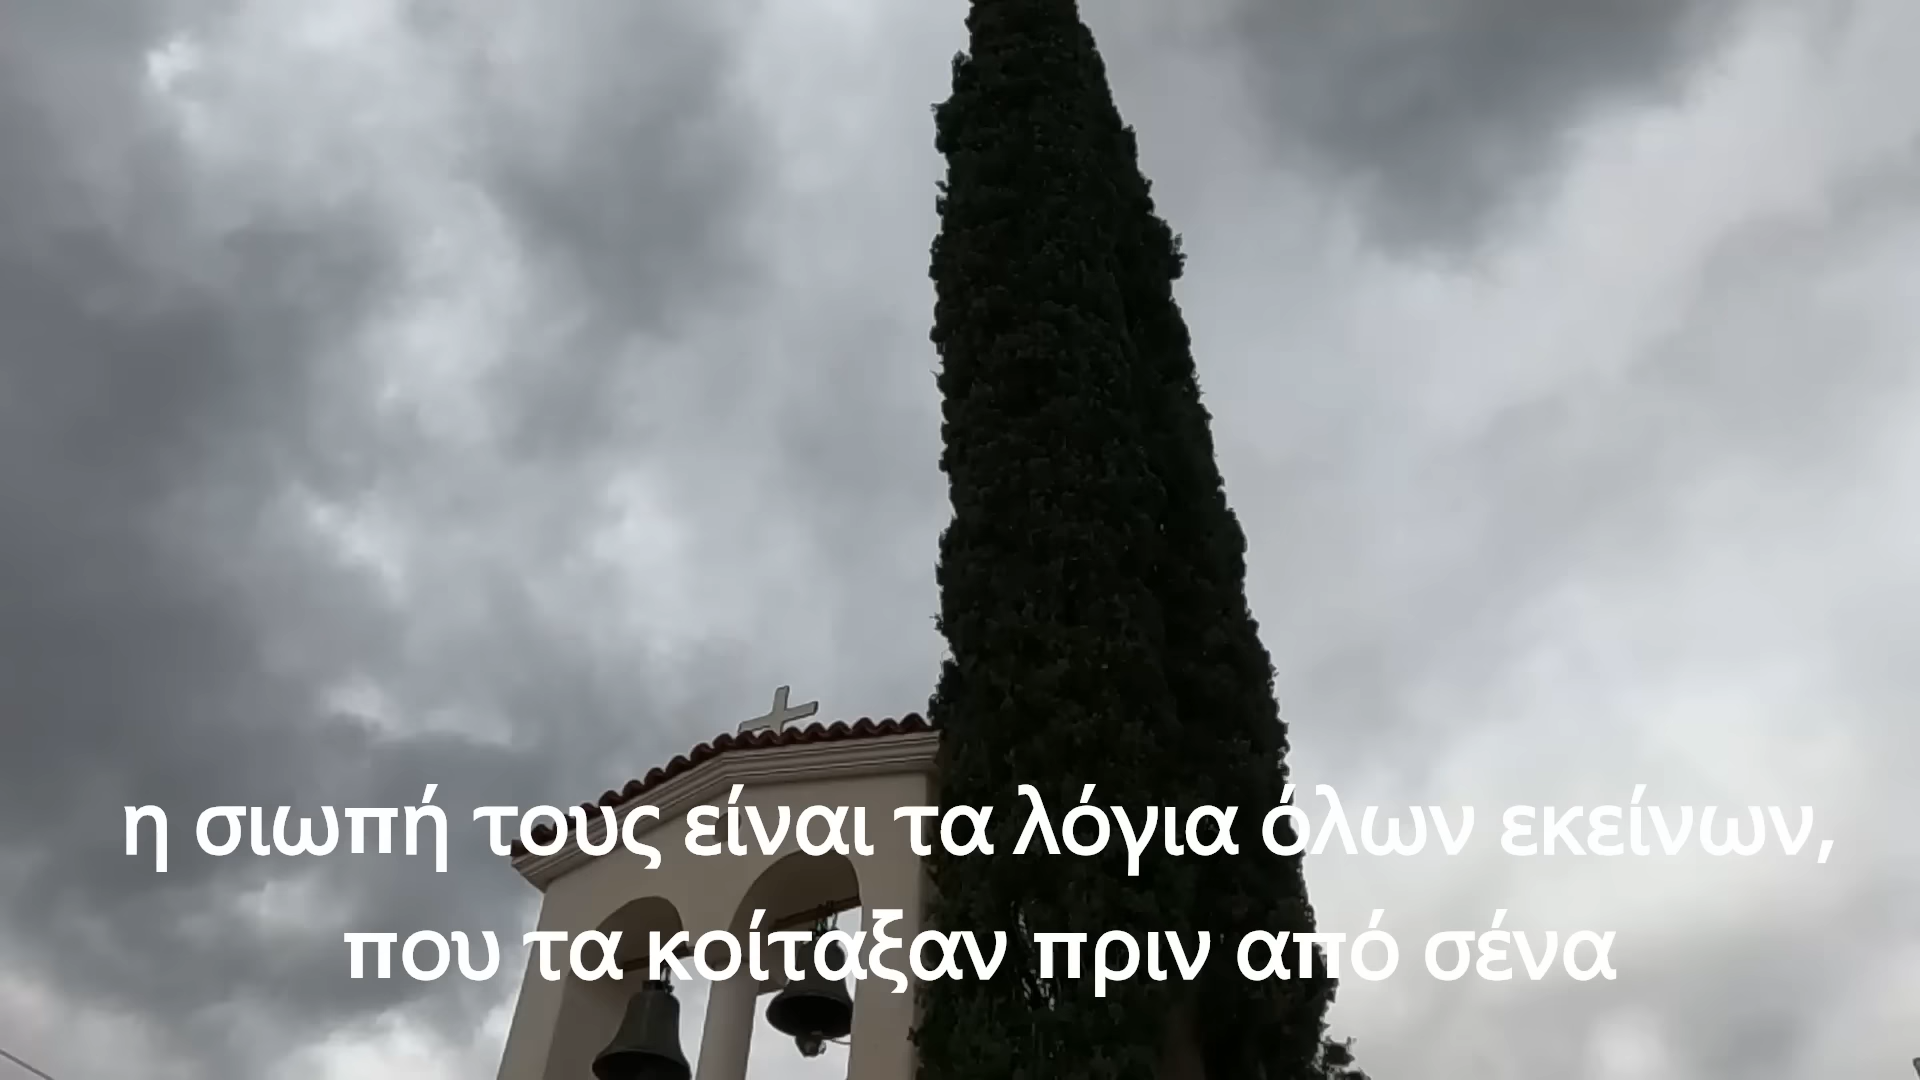 η σιωπή τους είναι τα λόγια όλων εκείνων,
που τα κοίταξαν πριν από σένα